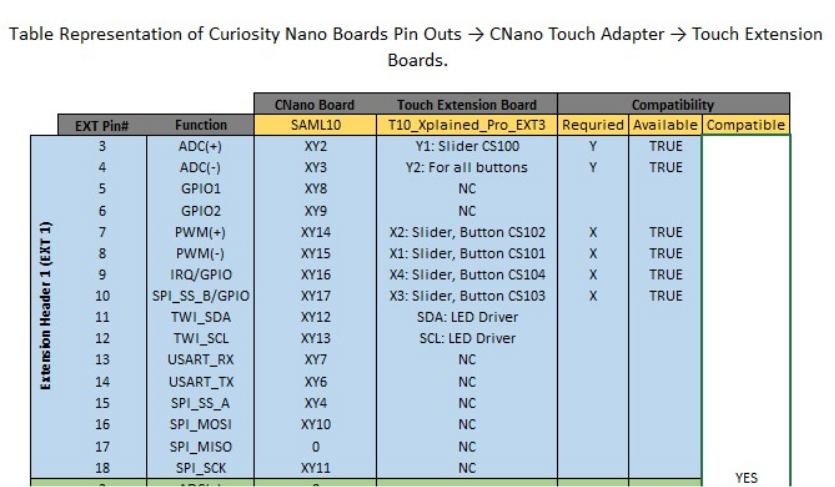 Table Representation of Curiosity Nano Boards Pin Outs → CNano Touch Adapter → Touch Extension
Boards.
CNano Board Touch Extension Board Compatibility
EXT Pin# Function SAML10 T10_Xplained_Pro_EXT3 Requried Available Compatible
Extension Header 1 (EXT 1)
3 ADC(+) XY2 Y1: Slider CS100 Y TRUE
4 ADC(-) XY3 Y2: For all buttons Y TRUE
5 GPIO1 XY8 NC
6 GPIO2 XY9 NC
7 PWM(+) XY14 X2: Slider, Button CS102 X TRUE
8 PWM(-) XY15 X1: Slider, Button CS101 X TRUE
9 IRQ/GPIO XY16 X4: Slider, Button CS104 X TRUE
10 SPI_SS_B/GPIO XY17 X3: Slider, Button CS103 X TRUE
11 TWI_SDA XY12 SDA: LED Driver
12 TWI_SCL XY13 SCL: LED Driver
13 USART_RX XY7 NC
14 USART_TX XY6 NC
15 SPI_SS_A XY4 NC
16 SPI_MOSI XY10 NC
17 SPI_MISO 0 NC
18 SPI_SCK XY11 NC
YES